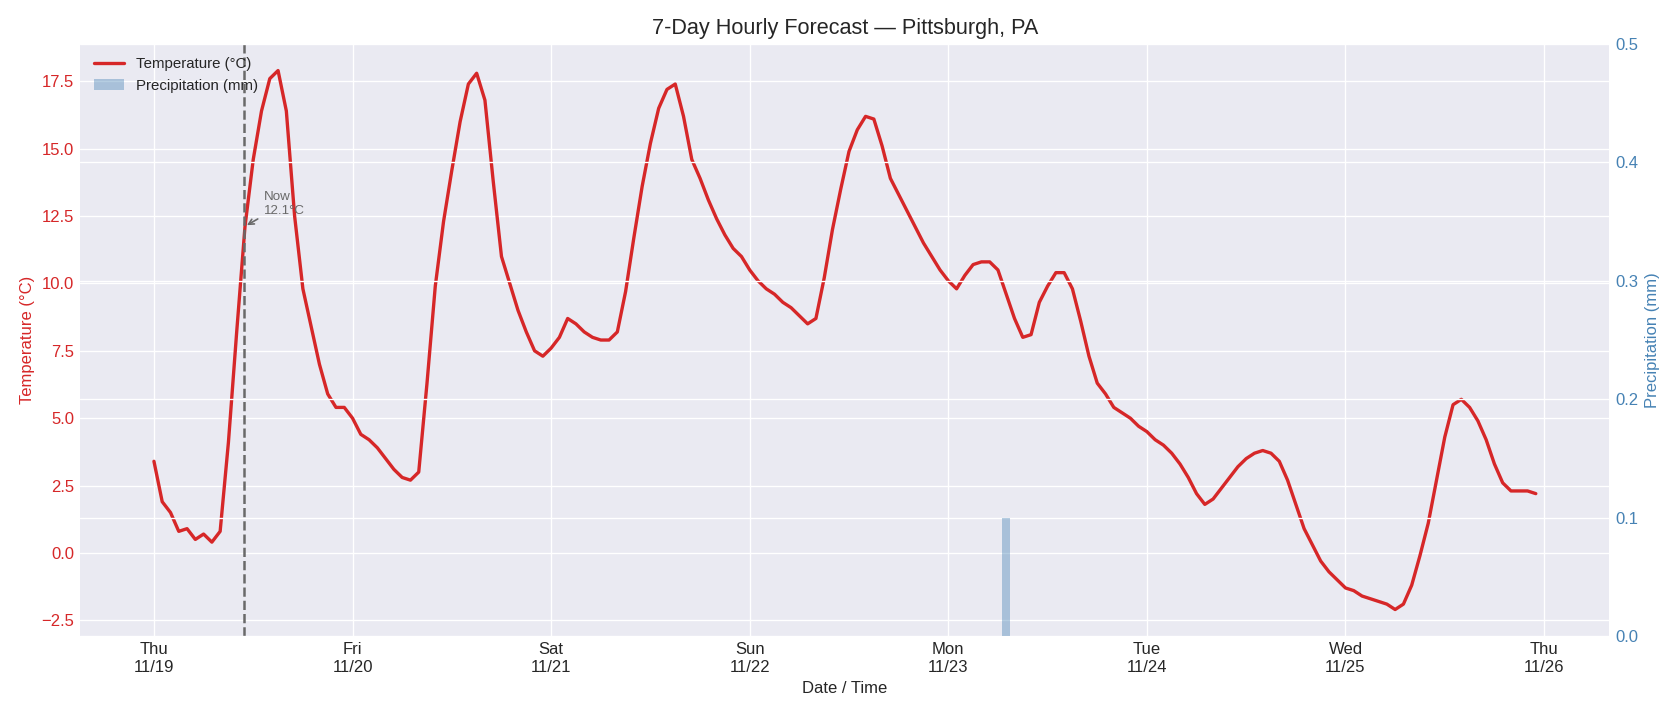 7-Day Hourly Forecast — Pittsburgh, PA
Temperature (°C)
Precipitation (mm)
Now
12.1°C
Temperature (°C)
17.5
15.0
12.5
10.0
7.5
5.0
2.5
0.0
−2.5
Precipitation (mm)
0.5
0.4
0.3
0.2
0.1
0.0
Thu Fri Sat Sun Mon Tue Wed Thu
11/19 11/20 11/21 11/22 11/23 11/24 11/25 11/26
Date / Time